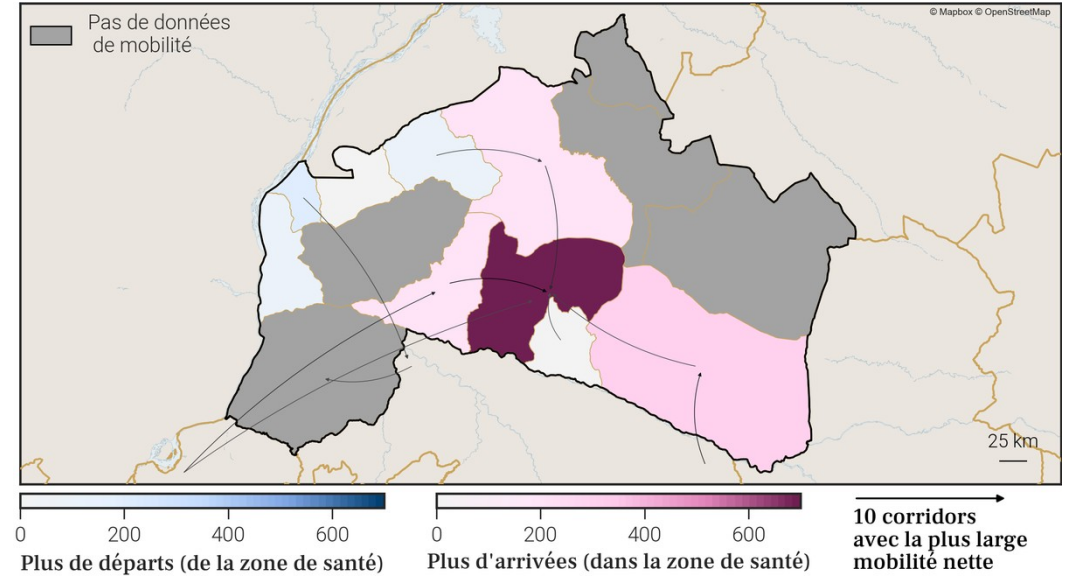 Pas de données
de mobilité
© Mapbox © OpenStreetMap
25 km
0 200 400 600
Plus de départs (de la zone de santé)
0 200 400 600
Plus d'arrivées (dans la zone de santé)
10 corridors
avec la plus large
mobilité nette